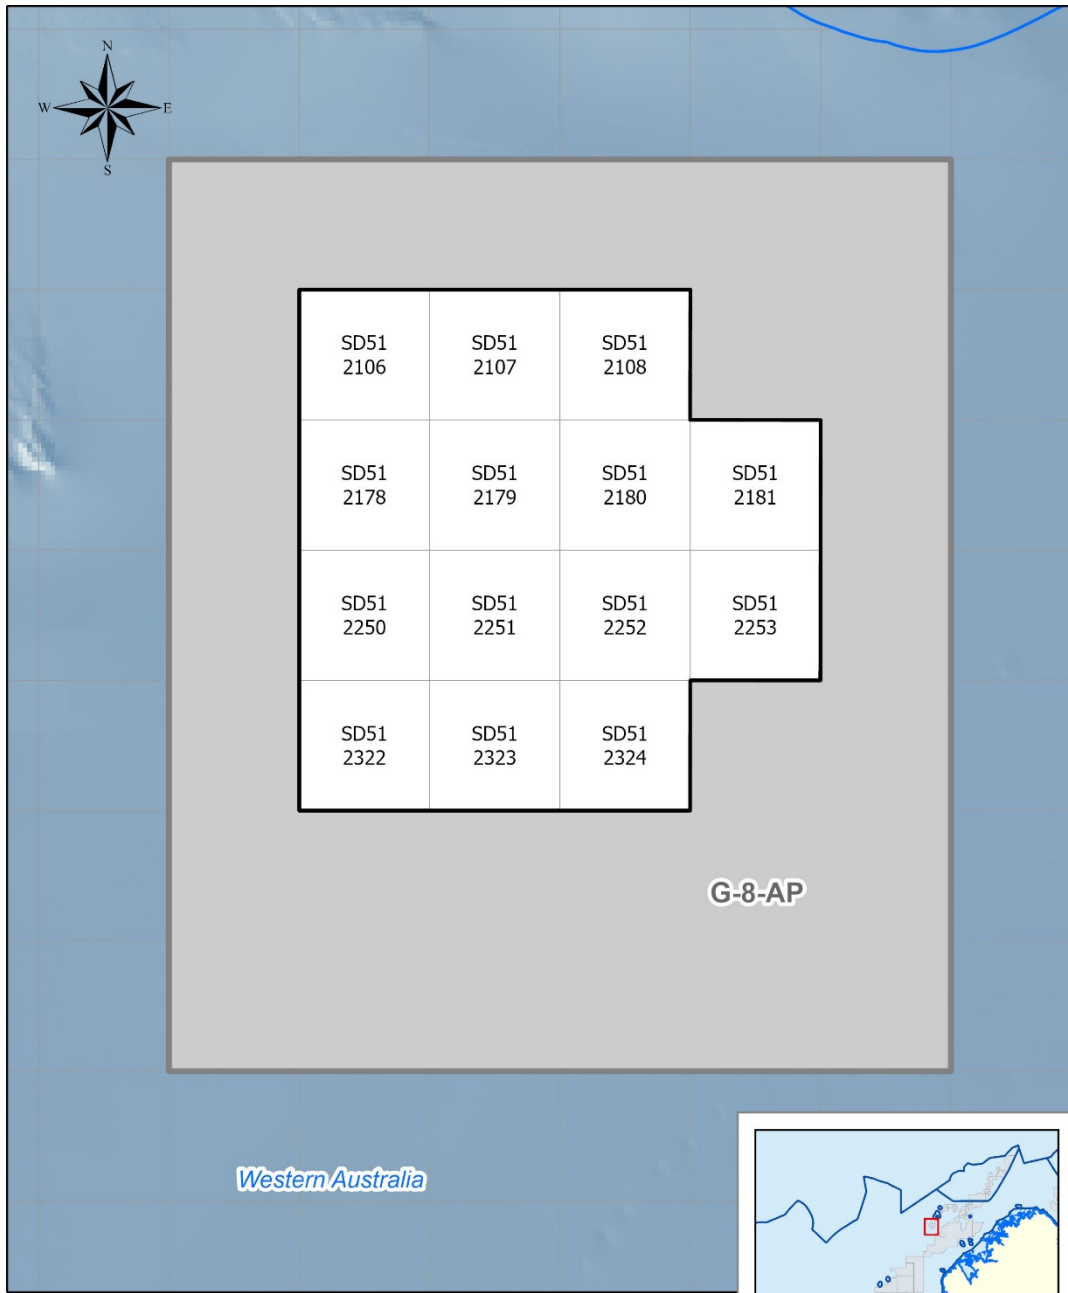 N
W E
S
SD51 SD51 SD51
2106 2107 2108
SD51 SD51 SD51 SD51
2178 2179 2180 2181
SD51 SD51 SD51 SD51
2250 2251 2252 2253
SD51 SD51 SD51
2322 2323 2324
G-8-AP
Western Australia